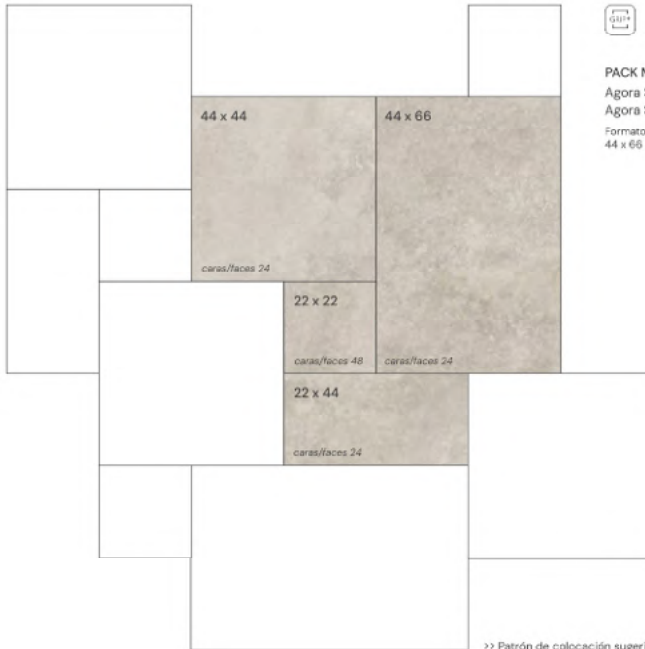 GRIP+
PACK
Agora
Agora
Formato
44 x 66
44 x 44
44 x 66
caras/faces 24
22 x 22
caras/faces 48
caras/faces 24
22 x 44
caras/faces 24
>> Patrón de colocación